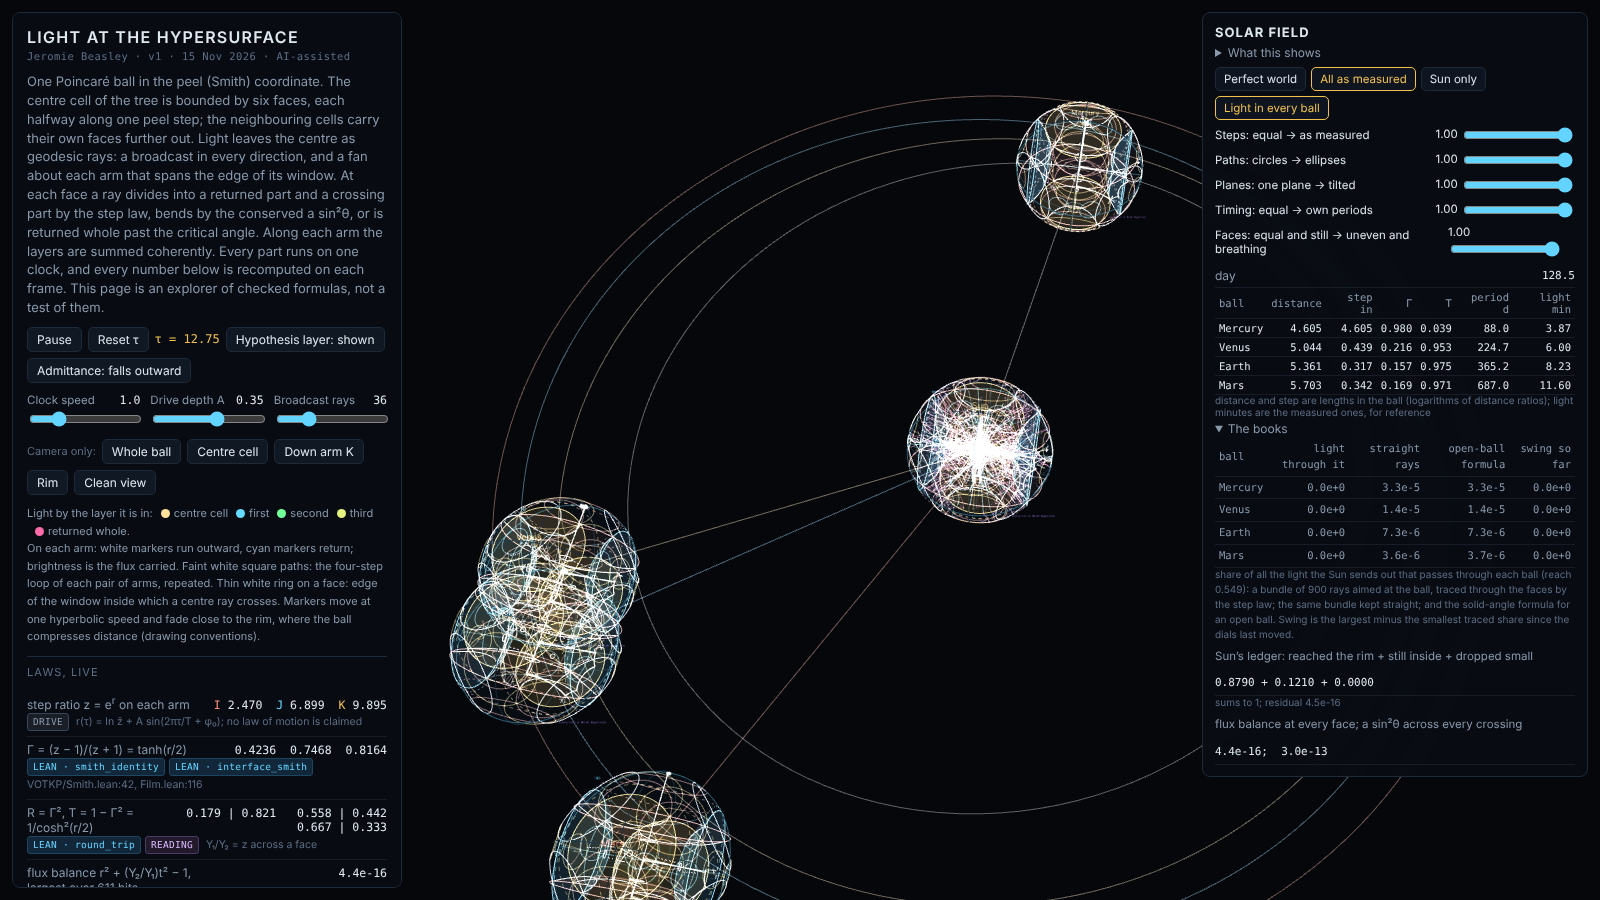 LIGHT AT THE HYPERSURFACE
Jeromie Beasley · v1 · 15 Nov 2026 · AI-assisted
One Poincaré ball in the peel (Smith) coordinate. The
centre cell of the tree is bounded by six faces, each
halfway along one peel step; the neighbouring cells carry
their own faces further out. Light leaves the centre as
geodesic rays: a broadcast in every direction, and a fan
about each arm that spans the edge of its window. At
each face a ray divides into a returned part and a crossing
part by the step law, bends by the conserved a sin²θ, or is
returned whole past the critical angle. Along each arm the
layers are summed coherently. Every part runs on one
clock, and every number below is recomputed on each
frame. This page is an explorer of checked formulas, not a
test of them.
Pause Reset τ τ = 12.75 Hypothesis layer: shown
Admittance: falls outward
Clock speed 1.0 Drive depth A 0.35 Broadcast rays 36
Camera only: Whole ball Centre cell Down arm K
Rim Clean view
Light by the layer it is in: centre cell first second third
returned whole.
On each arm: white markers run outward, cyan markers return;
brightness is the flux carried. Faint white square paths: the four-step
loop of each pair of arms, repeated. Thin white ring on a face: edge
of the window inside which a centre ray crosses. Markers move at
one hyperbolic speed and fade close to the rim, where the ball
compresses distance (drawing conventions).
LAWS, LIVE
step ratio z = eʳ on each arm I 2.470 J 6.899 K 9.895
DRIVE r(τ) = ln z̄ + A sin(2πτ/T + φ₀); no law of motion is claimed
Γ = (z − 1)/(z + 1) = tanh(r/2) 0.4236 0.7468 0.8164
LEAN · smith_identity LEAN · interface_smith
VOTKP/Smith.lean:42, Film.lean:116
R = Γ², T = 1 − Γ² = 0.179 | 0.821 0.558 | 0.442
1/cosh²(r/2) 0.667 | 0.333
LEAN · round_trip READING Y₁/Y₂ = z across a face
flux balance r² + (Y₂/Y₁)t² − 1, 4.4e-16
largest over 611 hits
SOLAR FIELD
What this shows
Perfect world All as measured Sun only
Light in every ball
Steps: equal → as measured 1.00
Paths: circles → ellipses 1.00
Planes: one plane → tilted 1.00
Timing: equal → own periods 1.00
Faces: equal and still → uneven and 1.00
breathing
day 128.5
ball distance step in Γ T period d light min
Mercury 4.605 4.605 0.980 0.039 88.0 3.87
Venus 5.044 0.439 0.216 0.953 224.7 6.00
Earth 5.361 0.317 0.157 0.975 365.2 8.23
Mars 5.703 0.342 0.169 0.971 687.0 11.60
distance and step are lengths in the ball (logarithms of distance ratios); light
minutes are the measured ones, for reference
The books
ball light through it straight rays open-ball formula swing so far
Mercury 0.0e+0 3.3e-5 3.3e-5 0.0e+0
Venus 0.0e+0 1.4e-5 1.4e-5 0.0e+0
Earth 0.0e+0 7.3e-6 7.3e-6 0.0e+0
Mars 0.0e+0 3.6e-6 3.7e-6 0.0e+0
share of all the light the Sun sends out that passes through each ball (reach
0.549): a bundle of 900 rays aimed at the ball, traced through the faces by
the step law; the same bundle kept straight; and the solid-angle formula for
an open ball. Swing is the largest minus the smallest traced share since the
dials last moved.
Sun's ledger: reached the rim + still inside + dropped small
0.8790 + 0.1210 + 0.0000
sums to 1; residual 4.5e-16
flux balance at every face; a sin²θ across every crossing
4.4e-16; 3.0e-13